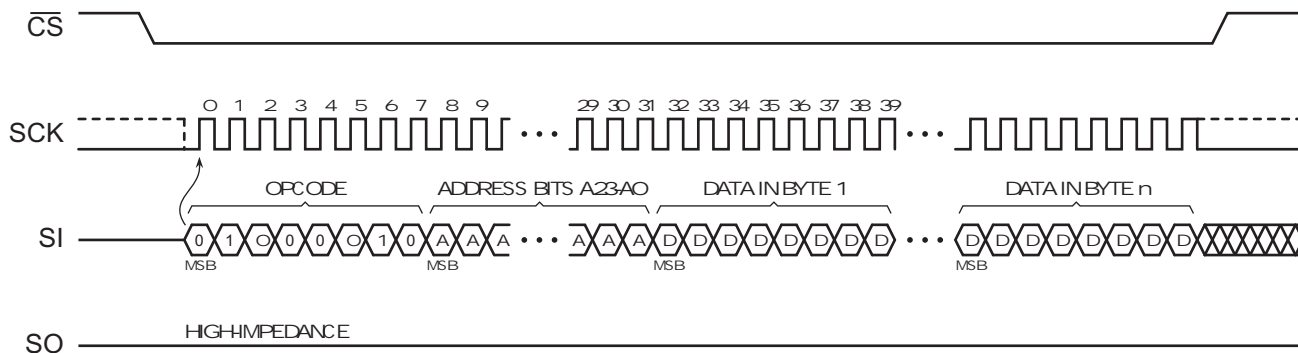 CS
0 1 2 3 4 5 6 7 8 9 29 30 31 32 33 34 35 36 37 38 39
SCK • • • • • •
OPCODE ADDRESS BITS A23-A0 DATA IN BYTE 1 DATA IN BYTE n
SI 0 1 0 0 0 0 1 0 A A A • • • A A A D D D D D D D D • • • D D D D D D D D
MSB MSB MSB MSB
HIGH-IMPEDANCE
SO